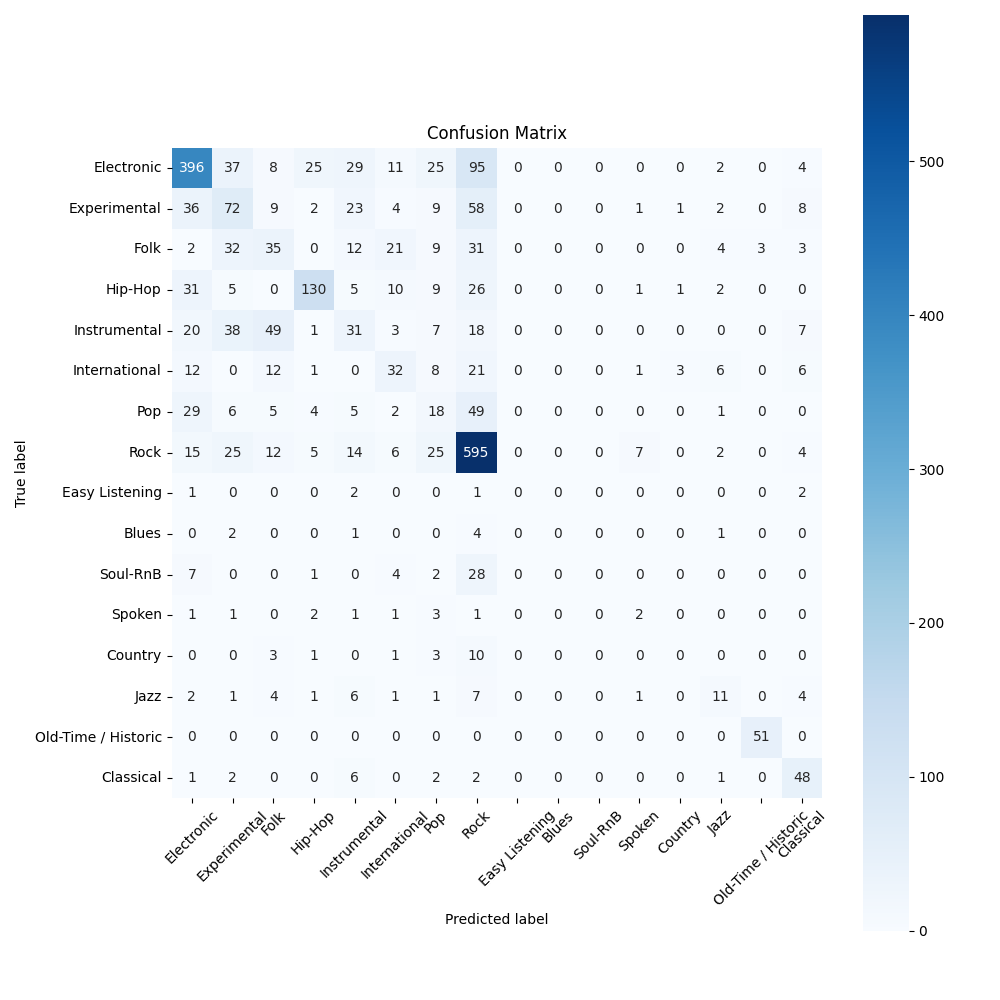 Confusion Matrix
Electronic 396 37 8 25 29 11 25 95 0 0 0 0 0 2 0 4
Experimental 36 72 9 2 23 4 9 58 0 0 0 1 1 2 0 8
Folk 2 32 35 0 12 21 9 31 0 0 0 0 0 4 3 3
Hip-Hop 31 5 0 130 5 10 9 26 0 0 0 1 1 2 0 0
Instrumental 20 38 49 1 31 3 7 18 0 0 0 0 0 0 0 7
International 12 0 12 1 0 32 8 21 0 0 0 1 3 6 0 6
Pop 29 6 5 4 5 2 18 49 0 0 0 0 0 1 0 0
Rock 15 25 12 5 14 6 25 595 0 0 0 7 0 2 0 4
Easy Listening 1 0 0 0 2 0 0 1 0 0 0 0 0 0 0 2
Blues 0 2 0 0 1 0 0 4 0 0 0 0 0 1 0 0
Soul-RnB 7 0 0 1 0 4 2 28 0 0 0 0 0 0 0 0
Spoken 1 1 0 2 1 1 3 1 0 0 0 2 0 0 0 0
Country 0 0 3 1 0 1 3 10 0 0 0 0 0 0 0 0
Jazz 2 1 4 1 6 1 1 7 0 0 0 1 0 11 0 4
Old-Time / Historic 0 0 0 0 0 0 0 0 0 0 0 0 0 0 51 0
Classical 1 2 0 0 6 0 2 2 0 0 0 0 0 1 0 48
True label
Electronic
Experimental
Folk
Hip-Hop
Instrumental
International
Pop
Rock
Easy Listening
Blues
Soul-RnB
Spoken
Country
Jazz
Old-Time / Historic
Classical
Predicted label
500
400
300
200
100
0